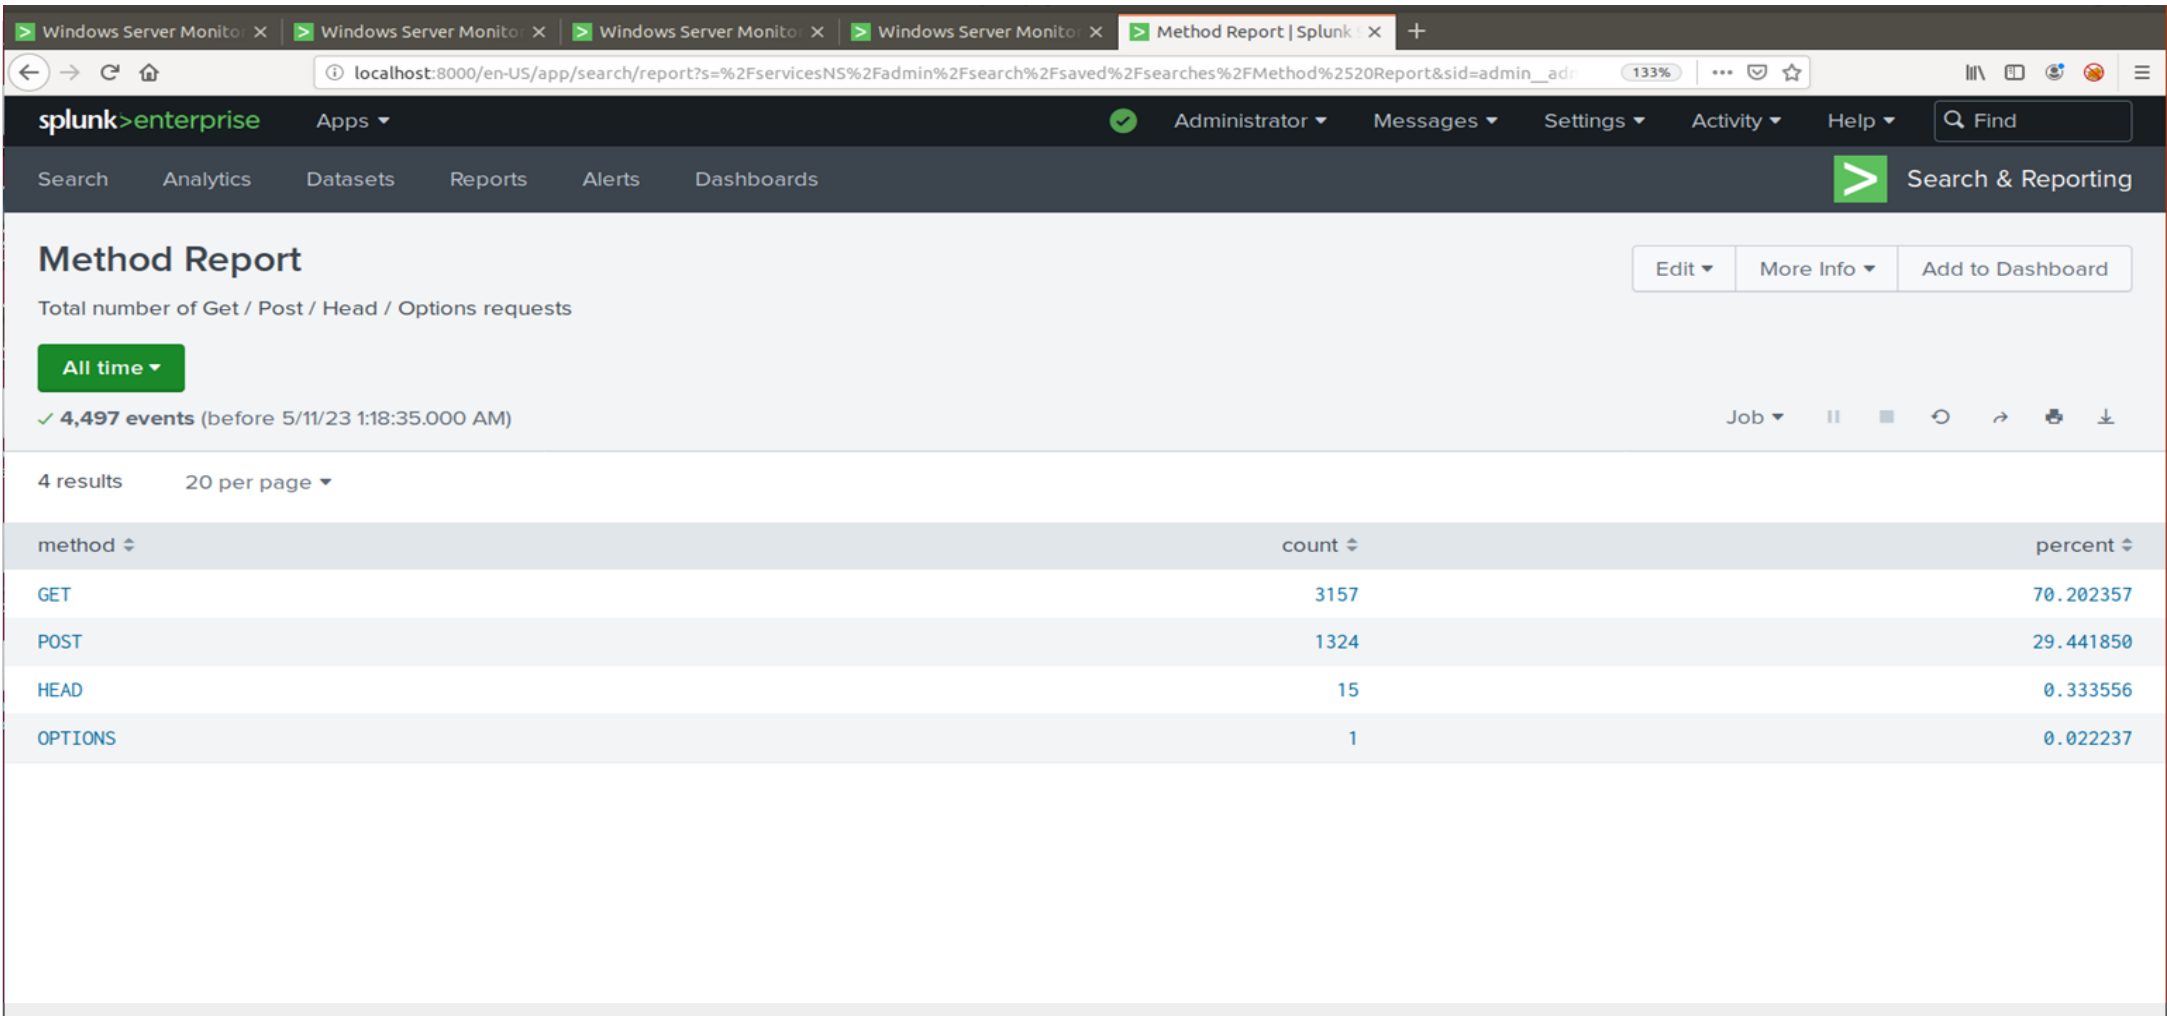 Windows Server Monito Windows Server Monito Windows Server Monito Windows Server Monito Method Report | Splunk
localhost:8000/en-US/app/search/report?s=%2FservicesNS%2Fadmin%2Fsearch%2Fsaved%2Fsearches%2FMethod%2520Report&sid=admin__adm 133%
splunk>enterprise Apps Administrator Messages Settings Activity Help Find
Search Analytics Datasets Reports Alerts Dashboards Search & Reporting
Method Report Edit More Info Add to Dashboard
Total number of Get / Post / Head / Options requests
All time
4,497 events (before 5/11/23 1:18:35.000 AM) Job
4 results 20 per page
method count percent
GET 3157 70.202357
POST 1324 29.441850
HEAD 15 0.333556
OPTIONS 1 0.022237